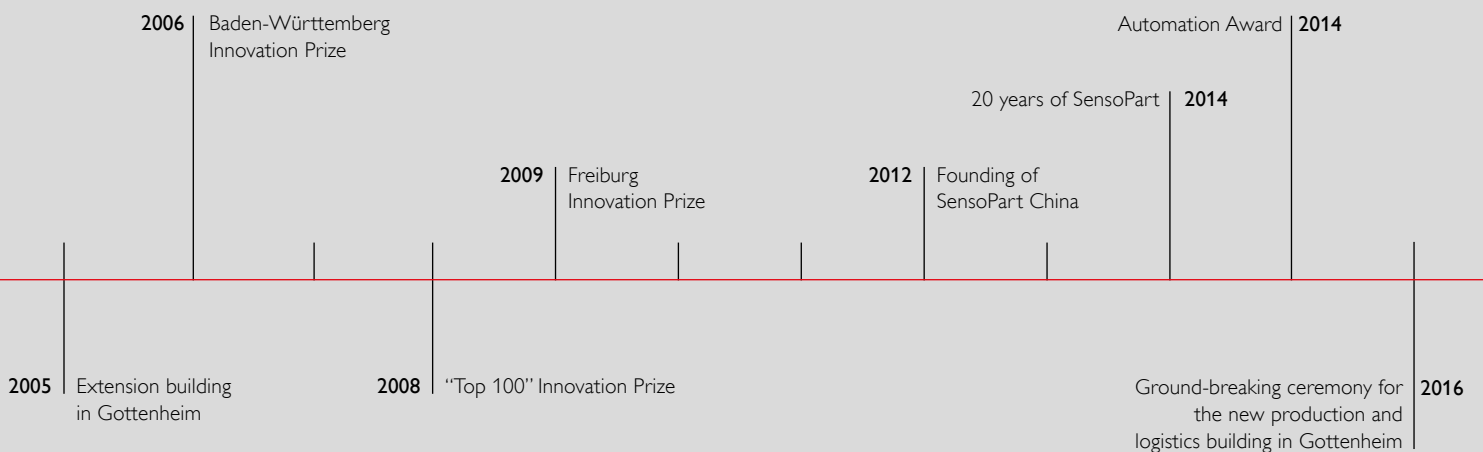 2006 Baden-Württemberg
Innovation Prize
Automation Award 2014
20 years of SensoPart 2014
2009 Freiburg
Innovation Prize
2012 Founding of
SensoPart China
2005 Extension building
in Gottenheim
2008 “Top 100” Innovation Prize
Ground-breaking ceremony for 2016
the new production and
logistics building in Gottenheim